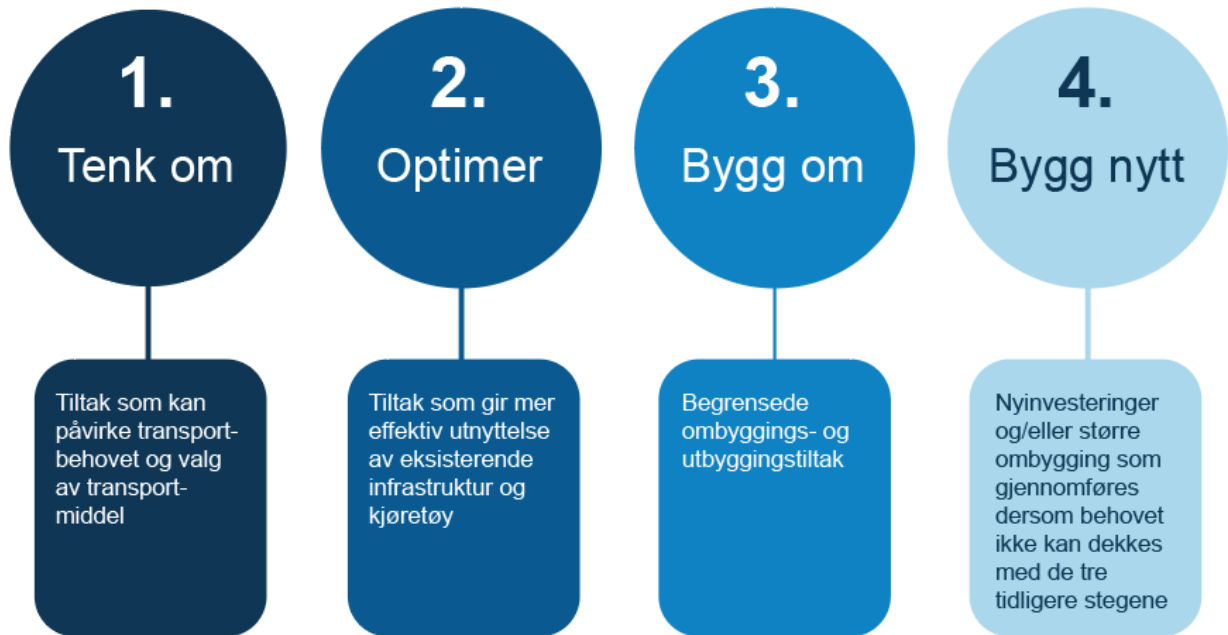 1.
Tenk om
2.
Optimer
3.
Bygg om
4.
Bygg nytt
Tiltak som kan
påvirke transport-
behovet og valg
av transport-
middel
Tiltak som gir mer
effektiv utnyttelse
av eksisterende
infrastruktur og
kjøretøy
Begrensede
ombyggings- og
utbyggingstiltak
Nyinvesteringer
og/eller større
ombygging som
gjennomføres
dersom behovet
ikke kan dekkes
med de tre
tidligere stegene